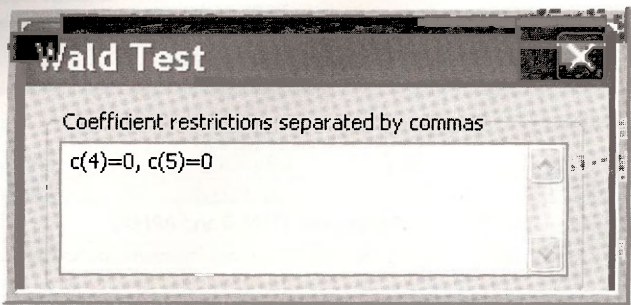 Wald Test
Coefficient restrictions separated by commas
c(4)=0, c(5)=0